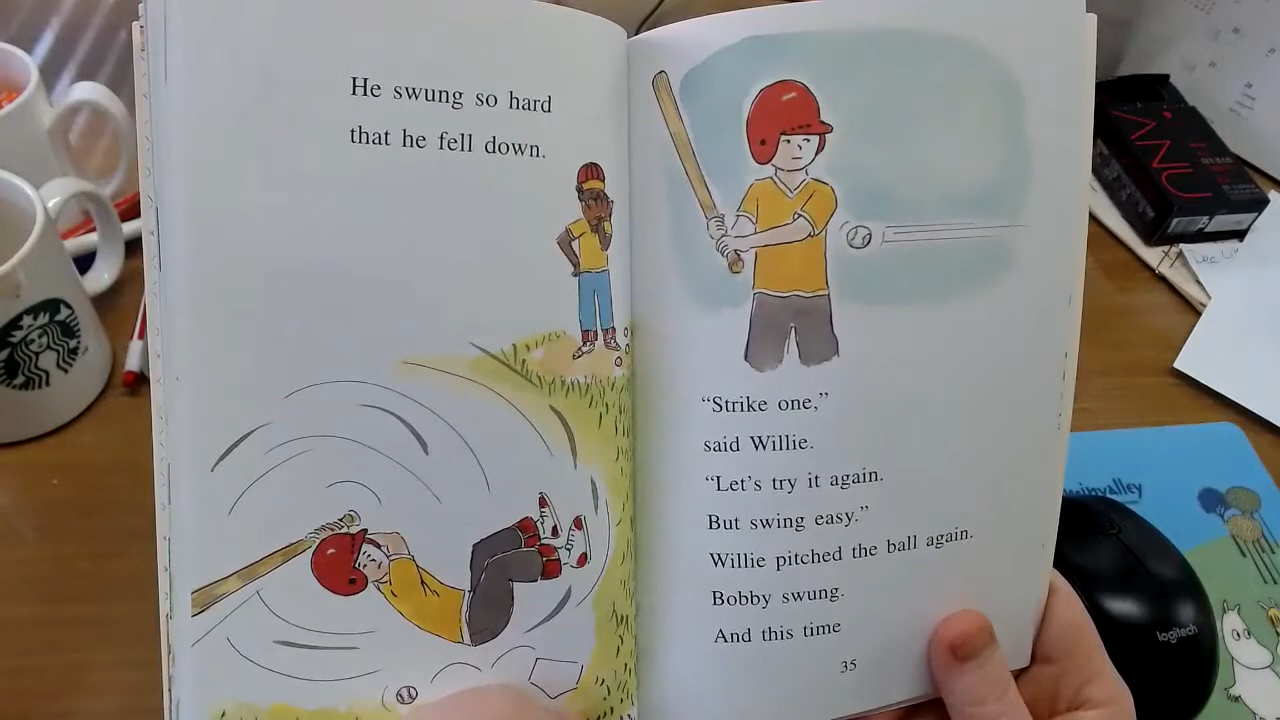 He swung so hard
that he fell down.
"Strike one,"
said Willie.
"Let's try it again.
But swing easy."
Willie pitched the ball again.
Bobby swung.
And this time
35
logitech